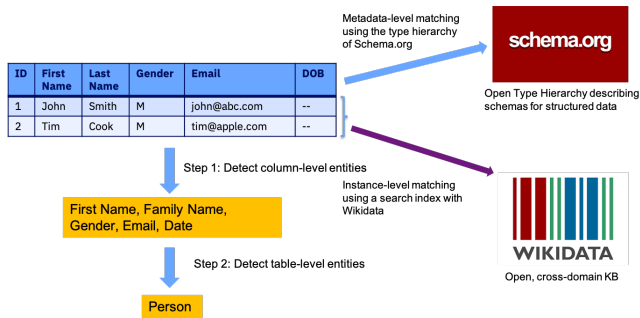 Metadata-level matching
using the type hierarchy
of Schema.org
schema.org
Open Type Hierarchy describing
schemas for structured data
ID First Name Last Name Gender Email DOB
1 John Smith M john@abc.com --
2 Tim Cook M tim@apple.com --
Step 1: Detect column-level entities
Instance-level matching
using a search index with
Wikidata
First Name, Family Name,
Gender, Email, Date
WIKIDATA
Step 2: Detect table-level entities
Open, cross-domain KB
Person